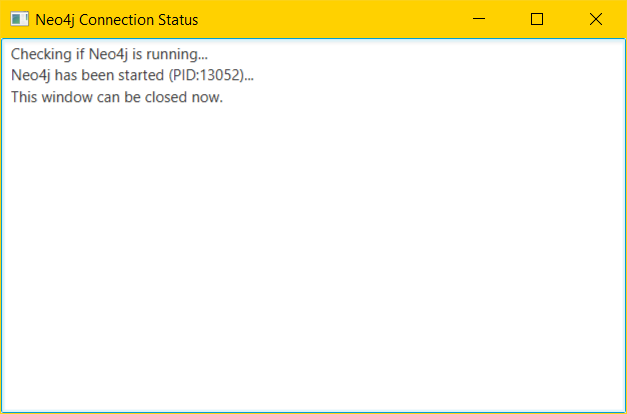 Neo4j Connection Status
Checking if Neo4j is running...
Neo4j has been started (PID:13052)...
This window can be closed now.